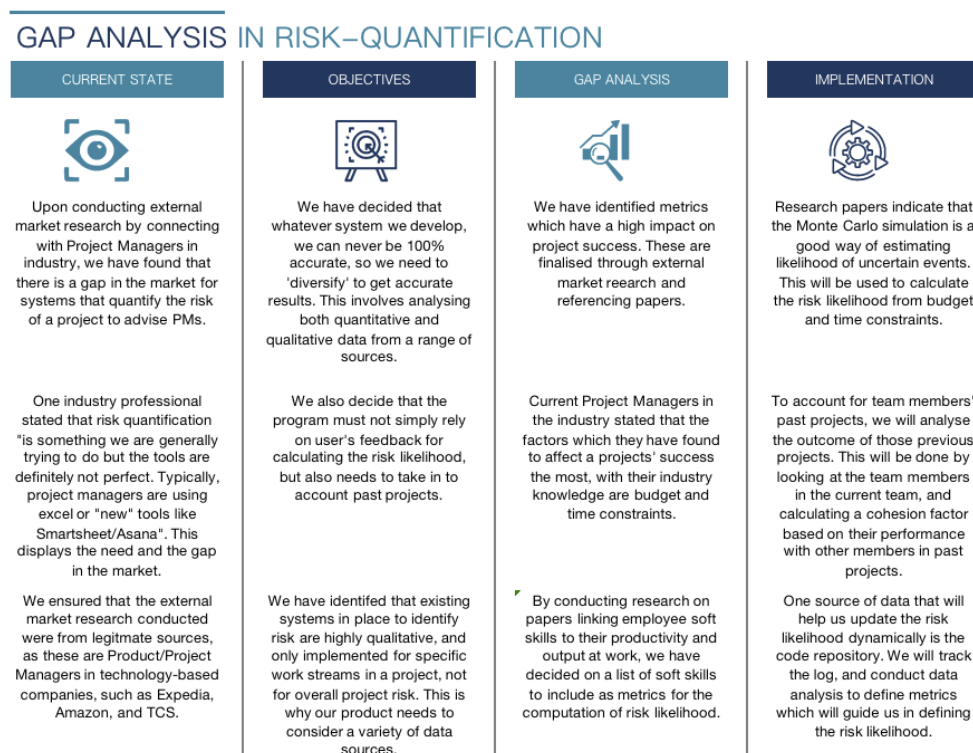 GAP ANALYSIS IN RISK–QUANTIFICATION
CURRENT STATE
Upon conducting external
market research by connecting
with Project Managers in
industry, we have found that
there is a gap in the market for
systems that quantify the risk
of a project to advise PMs.
One industry professional
stated that risk quantification
"is something we are generally
trying to do but the tools are
definitely not perfect. Typically,
project managers are using
excel or "new" tools like
Smartsheet/Asana". This
displays the need and the gap
in the market.
We ensured that the external
market research conducted
were from legitmate sources,
as these are Product/Project
Managers in technology-based
companies, such as Expedia,
Amazon, and TCS.
OBJECTIVES
We have decided that
whatever system we develop,
we can never be 100%
accurate, so we need to
'diversify' to get accurate
results. This involves analysing
both quantitative and
qualitative data from a range of
sources.
We also decide that the
program must not simply rely
on user's feedback for
calculating the risk likelihood,
but also needs to take in to
account past projects.
We have identifed that existing
systems in place to identify
risk are highly qualitative, and
only implemented for specific
work streams in a project, not
for overall project risk. This is
why our product needs to
consider a variety of data
sources.
GAP ANALYSIS
We have identified metrics
which have a high impact on
project success. These are
finalised through external
market reearch and
referencing papers.
Current Project Managers in
the industry stated that the
factors which they have found
to affect a projects' success
the most, with their industry
knowledge are budget and
time constraints.
By conducting research on
papers linking employee soft
skills to their productivity and
output at work, we have
decided on a list of soft skills
to include as metrics for the
computation of risk likelihood.
IMPLEMENTATION
Research papers indicate that
the Monte Carlo simulation is a
good way of estimating
likelihood of uncertain events.
This will be used to calculate
the risk likelihood from budget
and time constraints.
To account for team members'
past projects, we will analyse
the outcome of those previous
projects. This will be done by
looking at the team members
in the current team, and
calculating a cohesion factor
based on their performance
with other members in past
projects.
One source of data that will
help us update the risk
likelihood dynamically is the
code repository. We will track
the log, and conduct data
analysis to define metrics
which will guide us in defining
the risk likelihood.